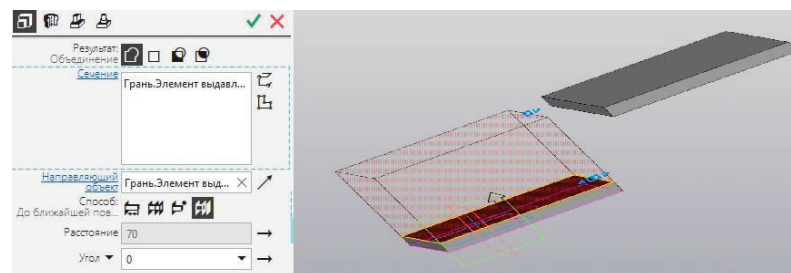 Результат:
Объединение
Сечение
Грань.Элемент выдавл...
Направляющий
объект
Грань.Элемент выд...
Способ:
До ближайшей пов...
Расстояние 70
Угол 0